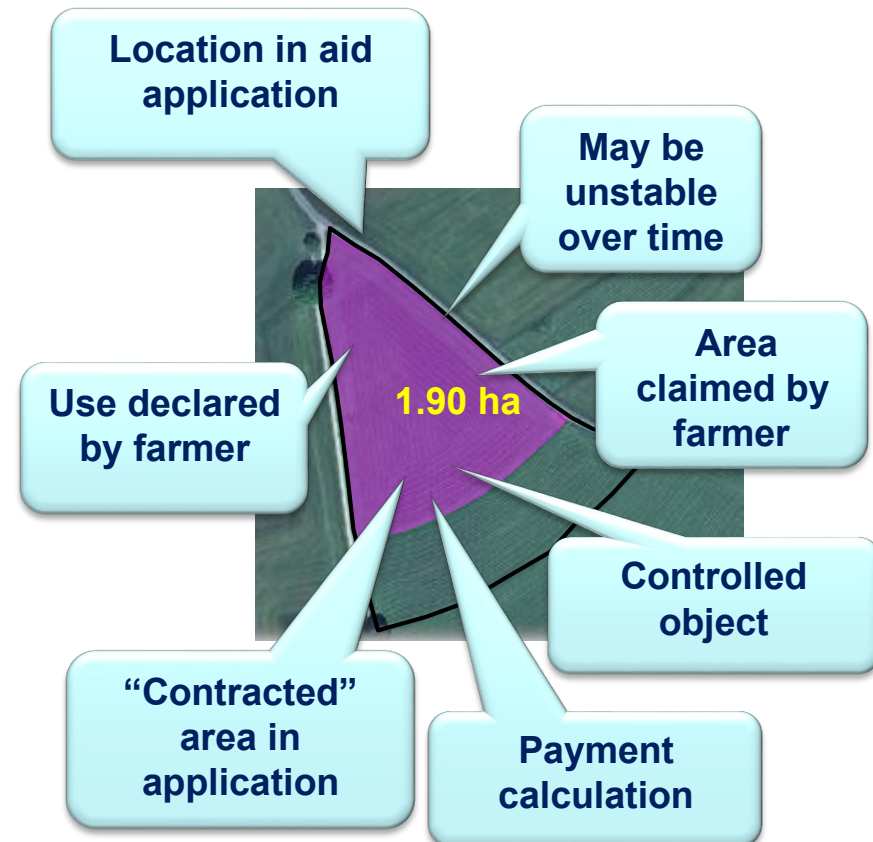 Location in aid
application
May be
unstable
over time
Area
claimed by
farmer
Use declared
by farmer
1.90 ha
Controlled
object
“Contracted”
area in
application
Payment
calculation